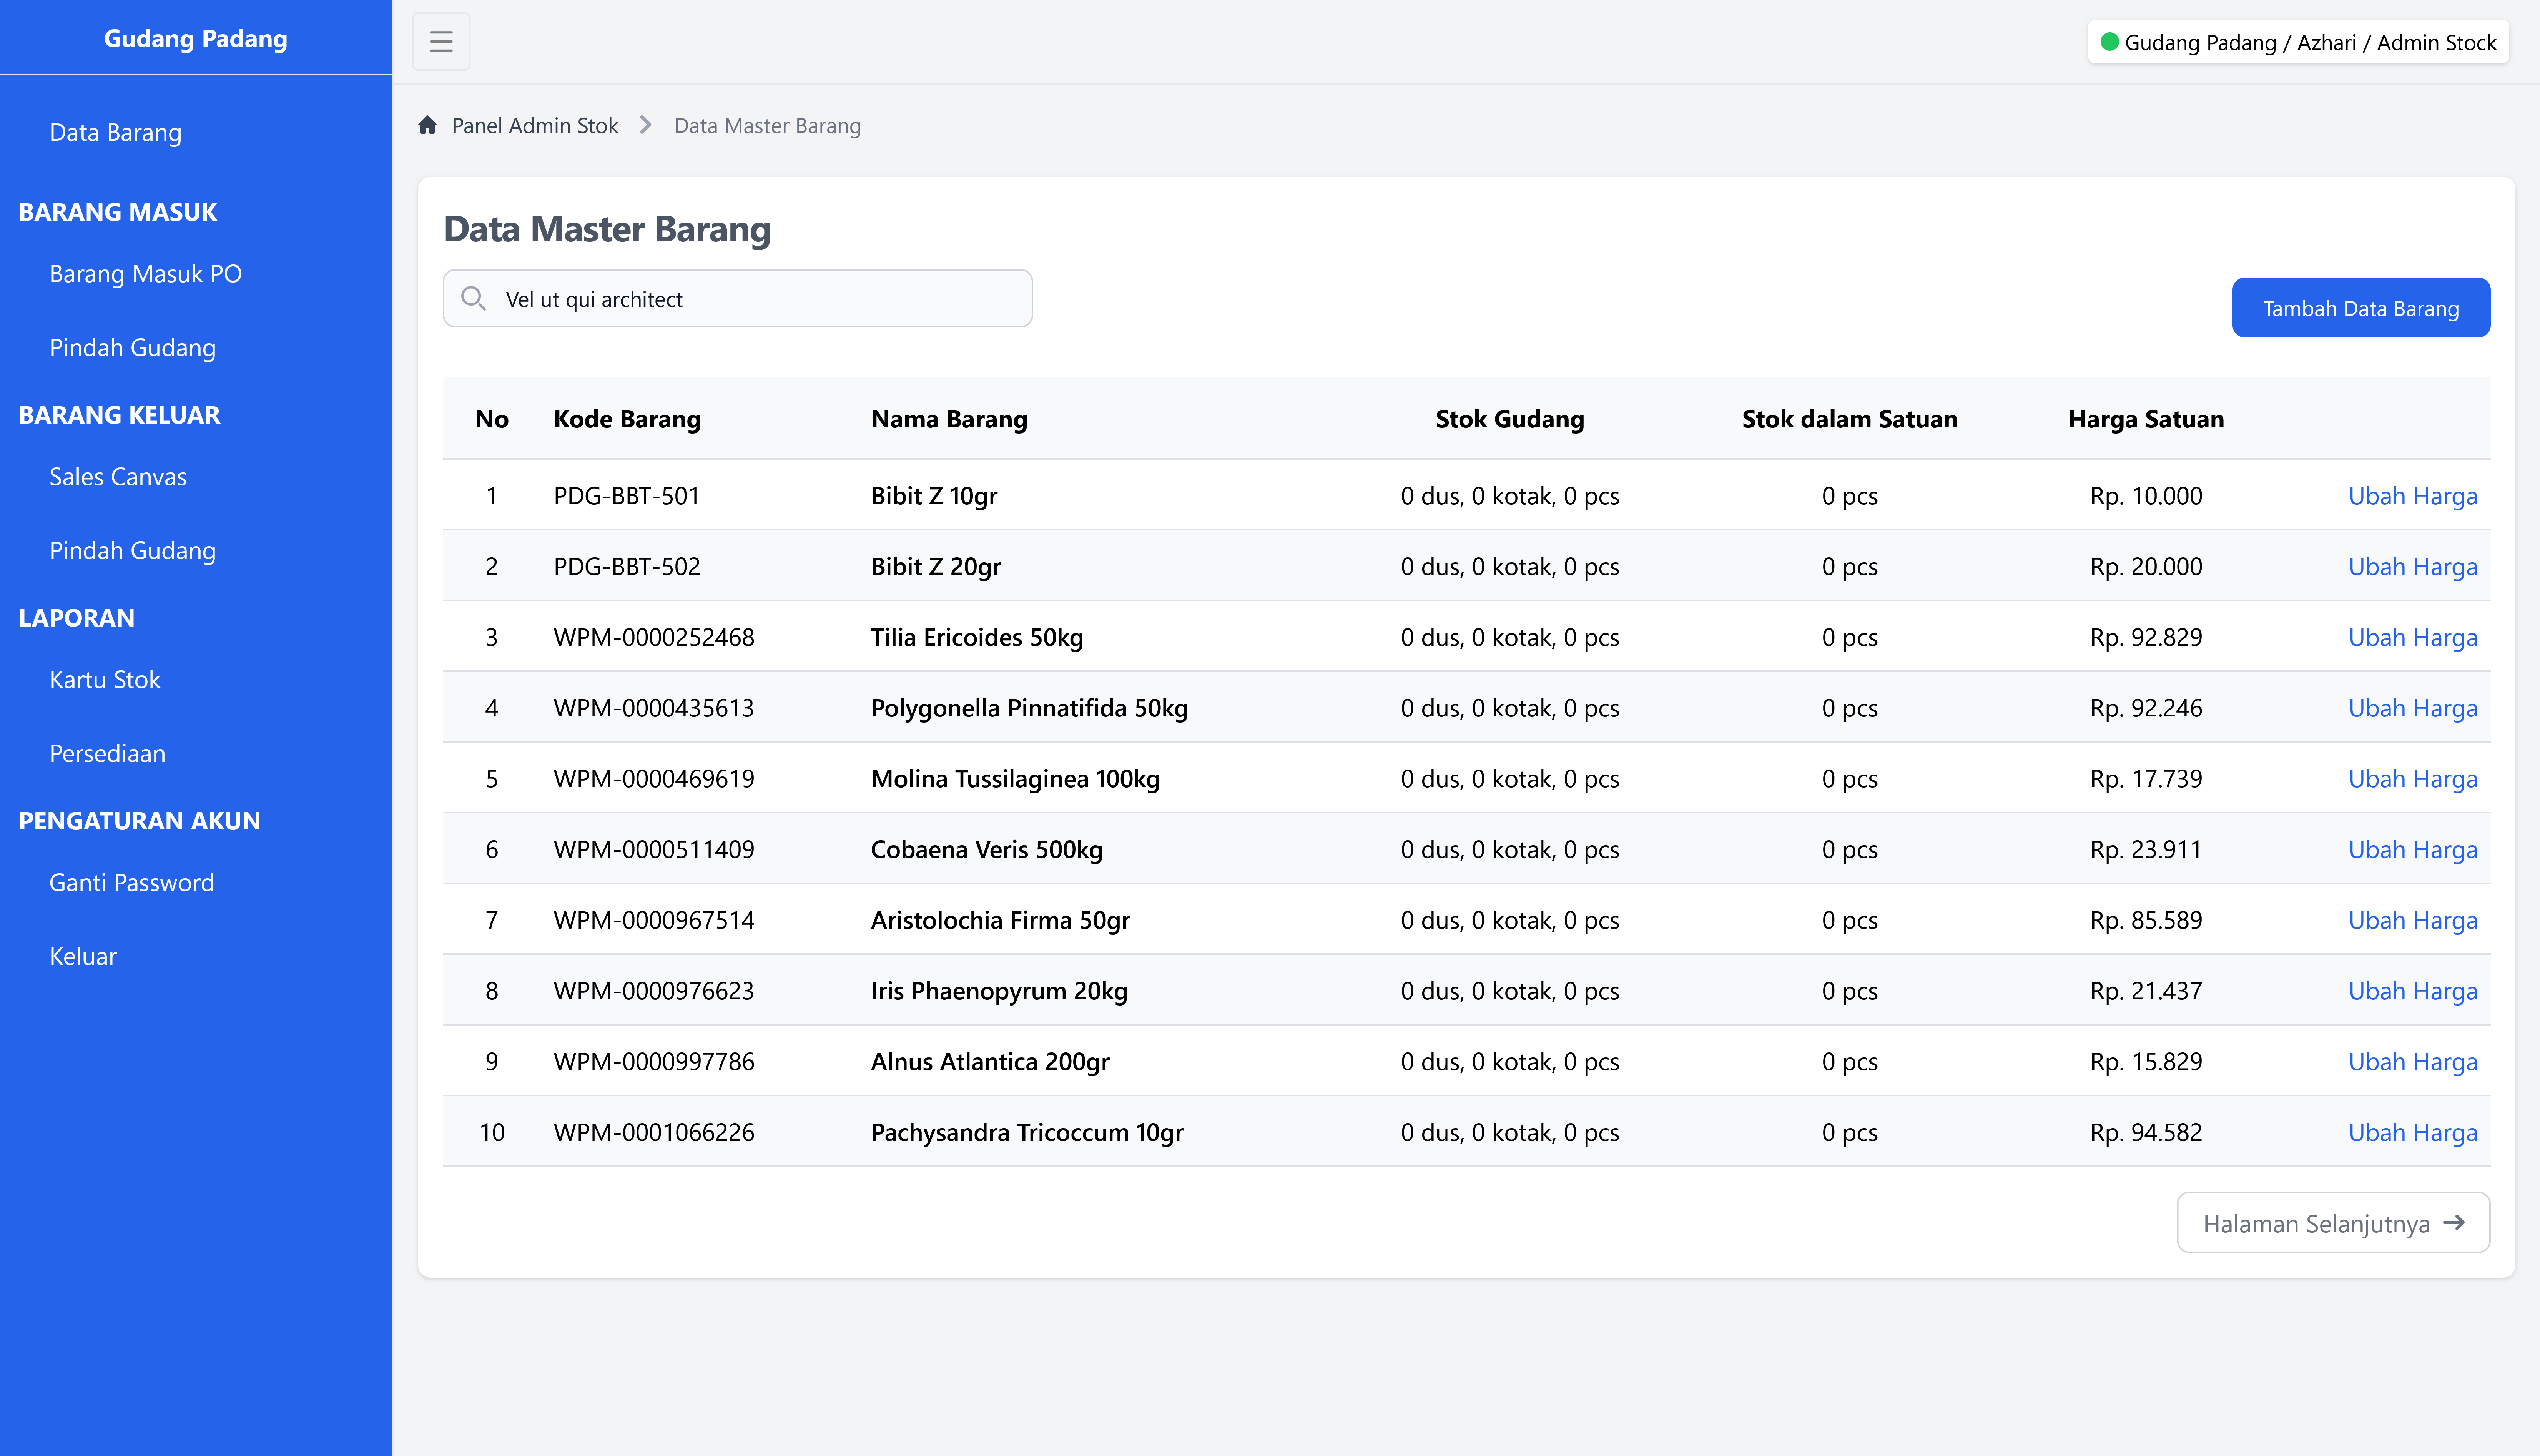 Gudang Padang
Data Barang
BARANG MASUK
Barang Masuk PO
Pindah Gudang
BARANG KELUAR
Sales Canvas
Pindah Gudang
LAPORAN
Kartu Stok
Persediaan
PENGATURAN AKUN
Ganti Password
Keluar
Gudang Padang / Azhari / Admin Stock
Panel Admin Stok Data Master Barang
Data Master Barang
Vel ut qui architect
Tambah Data Barang
No Kode Barang Nama Barang Stok Gudang Stok dalam Satuan Harga Satuan
1 PDG-BBT-501 Bibit Z 10gr 0 dus, 0 kotak, 0 pcs 0 pcs Rp. 10.000 Ubah Harga
2 PDG-BBT-502 Bibit Z 20gr 0 dus, 0 kotak, 0 pcs 0 pcs Rp. 20.000 Ubah Harga
3 WPM-0000252468 Tilia Ericoides 50kg 0 dus, 0 kotak, 0 pcs 0 pcs Rp. 92.829 Ubah Harga
4 WPM-0000435613 Polygonella Pinnatifida 50kg 0 dus, 0 kotak, 0 pcs 0 pcs Rp. 92.246 Ubah Harga
5 WPM-0000469619 Molina Tussilaginea 100kg 0 dus, 0 kotak, 0 pcs 0 pcs Rp. 17.739 Ubah Harga
6 WPM-0000511409 Cobaena Veris 500kg 0 dus, 0 kotak, 0 pcs 0 pcs Rp. 23.911 Ubah Harga
7 WPM-0000967514 Aristolochia Firma 50gr 0 dus, 0 kotak, 0 pcs 0 pcs Rp. 85.589 Ubah Harga
8 WPM-0000976623 Iris Phaenopyrum 20kg 0 dus, 0 kotak, 0 pcs 0 pcs Rp. 21.437 Ubah Harga
9 WPM-0000997786 Alnus Atlantica 200gr 0 dus, 0 kotak, 0 pcs 0 pcs Rp. 15.829 Ubah Harga
10 WPM-0001066226 Pachysandra Tricoccum 10gr 0 dus, 0 kotak, 0 pcs 0 pcs Rp. 94.582 Ubah Harga
Halaman Selanjutnya →